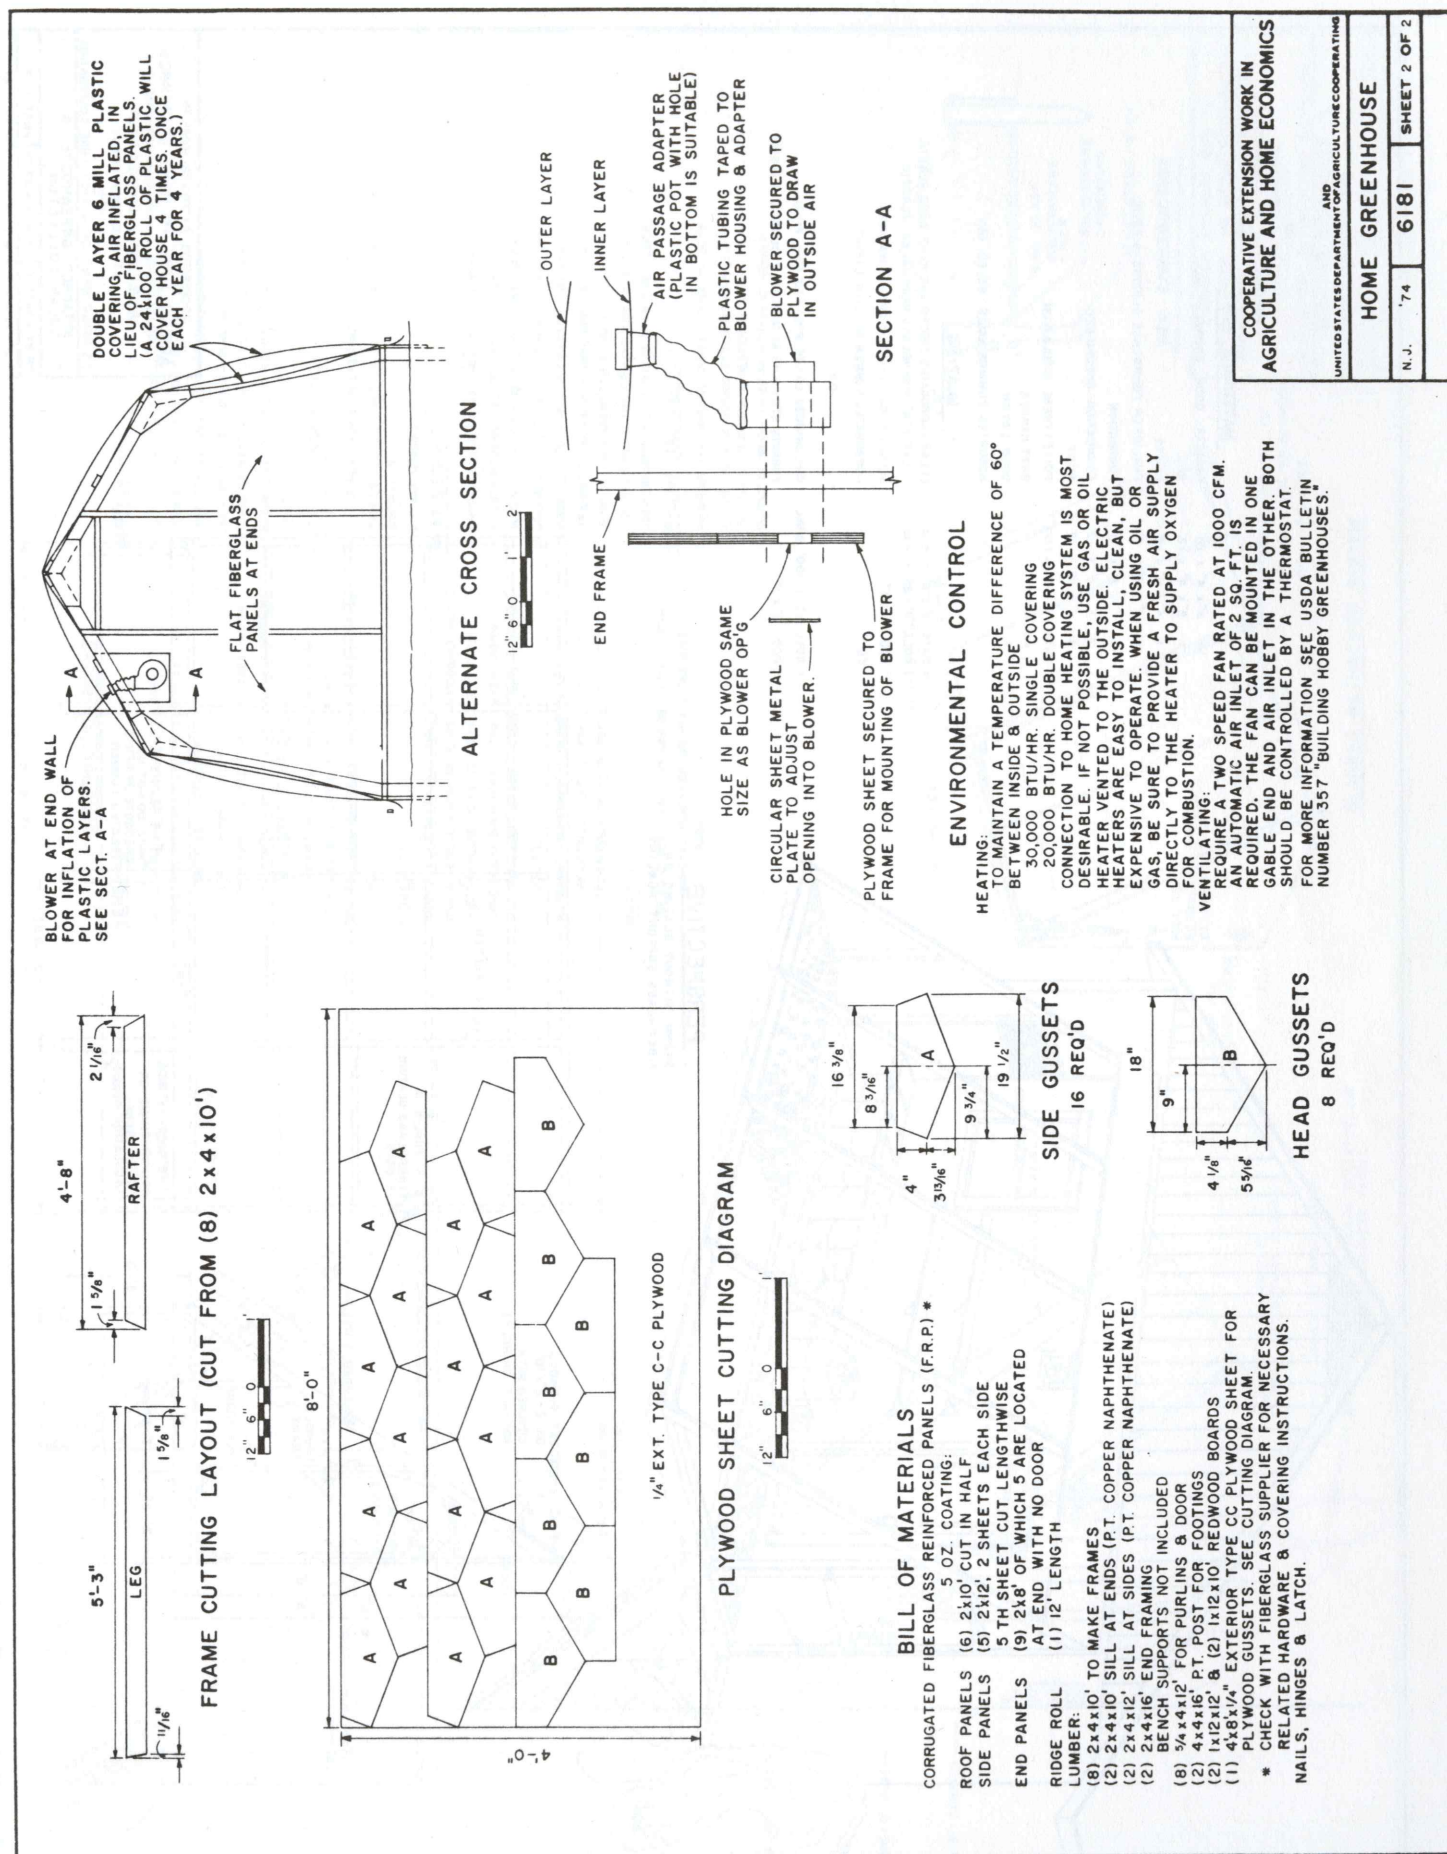 5'-3"
LEG
11/16"
1 5/8"
4'-8"
1 5/8"
RAFTER
2 1/16"
FRAME CUTTING LAYOUT (CUT FROM (8) 2x4x10')
12" 6" 0 1'
8'-0"
4'-0"
A A A A A
A A A A A
B B B B
B B B
1/4" EXT. TYPE C-C PLYWOOD
PLYWOOD SHEET CUTTING DIAGRAM
12" 6" 0 1'
BILL OF MATERIALS
CORRUGATED FIBERGLASS REINFORCED PANELS (F.R.P.) *
5 OZ. COATING:
ROOF PANELS (6) 2'x10' CUT IN HALF
SIDE PANELS (5) 2'x12', 2 SHEETS EACH SIDE
5 TH SHEET CUT LENGTHWISE
END PANELS (9) 2'x8' OF WHICH 5 ARE LOCATED
AT END WITH NO DOOR
RIDGE ROLL (1) 12' LENGTH
LUMBER:
(8) 2x4x10' TO MAKE FRAMES
(2) 2x4x10' SILL AT ENDS (P.T. COPPER NAPHTHENATE)
(2) 2x4x12' SILL AT SIDES (P.T. COPPER NAPHTHENATE)
(2) 2x4x16' END FRAMING
BENCH SUPPORTS NOT INCLUDED
(8) 5/4x4x12' FOR PURLINS & DOOR
(2) 4x4x16' P.T. POST FOR FOOTINGS
(2) 1x12x12' & (2) 1x12x10' REDWOOD BOARDS
(1) 4'x8'x1/4" EXTERIOR TYPE CC PLYWOOD SHEET FOR
PLYWOOD GUSSETS. SEE CUTTING DIAGRAM.
* CHECK WITH FIBERGLASS SUPPLIER FOR NECESSARY
RELATED HARDWARE & COVERING INSTRUCTIONS.
NAILS, HINGES & LATCH.
16 3/8"
8 3/16"
A
4"
3 13/16"
9 3/4"
19 1/2"
SIDE GUSSETS
16 REQ'D
18"
9"
B
4 1/8"
5 5/16"
HEAD GUSSETS
8 REQ'D
BLOWER AT END WALL
FOR INFLATION OF
PLASTIC LAYERS.
SEE SECT. A-A
A
A
FLAT FIBERGLASS
PANELS AT ENDS
DOUBLE LAYER 6 MILL PLASTIC
COVERING, AIR INFLATED, IN
LIEU OF FIBERGLASS PANELS.
(A 24'x100' ROLL OF PLASTIC WILL
COVER HOUSE 4 TIMES. ONCE
EACH YEAR FOR 4 YEARS.)
ALTERNATE CROSS SECTION
12" 6" 0 1' 2'
OUTER LAYER
INNER LAYER
AIR PASSAGE ADAPTER
(PLASTIC POT WITH HOLE
IN BOTTOM IS SUITABLE)
PLASTIC TUBING TAPED TO
BLOWER HOUSING & ADAPTER
BLOWER SECURED TO
PLYWOOD TO DRAW
IN OUTSIDE AIR
END FRAME
HOLE IN PLYWOOD SAME
SIZE AS BLOWER OP'G
CIRCULAR SHEET METAL
PLATE TO ADJUST
OPENING INTO BLOWER.
PLYWOOD SHEET SECURED TO
FRAME FOR MOUNTING OF BLOWER
SECTION A-A
ENVIRONMENTAL CONTROL
HEATING:
TO MAINTAIN A TEMPERATURE DIFFERENCE OF 60°
BETWEEN INSIDE & OUTSIDE
30,000 BTU/HR. SINGLE COVERING
20,000 BTU/HR. DOUBLE COVERING
CONNECTION TO HOME HEATING SYSTEM IS MOST
DESIRABLE. IF NOT POSSIBLE, USE GAS OR OIL
HEATER VENTED TO THE OUTSIDE. ELECTRIC
HEATERS ARE EASY TO INSTALL, CLEAN, BUT
EXPENSIVE TO OPERATE. WHEN USING OIL OR
GAS, BE SURE TO PROVIDE A FRESH AIR SUPPLY
DIRECTLY TO THE HEATER TO SUPPLY OXYGEN
FOR COMBUSTION.
VENTILATING:
REQUIRE A TWO SPEED FAN RATED AT 1000 CFM.
AN AUTOMATIC AIR INLET OF 2 SQ. FT. IS
REQUIRED. THE FAN CAN BE MOUNTED IN ONE
GABLE END AND AIR INLET IN THE OTHER. BOTH
SHOULD BE CONTROLLED BY A THERMOSTAT.
FOR MORE INFORMATION SEE USDA BULLETIN
NUMBER 357 "BUILDING HOBBY GREENHOUSES."
COOPERATIVE EXTENSION WORK IN
AGRICULTURE AND HOME ECONOMICS
AND
UNITED STATES DEPARTMENT OF AGRICULTURE COOPERATING
HOME GREENHOUSE
N.J. '74 6181 SHEET 2 OF 2